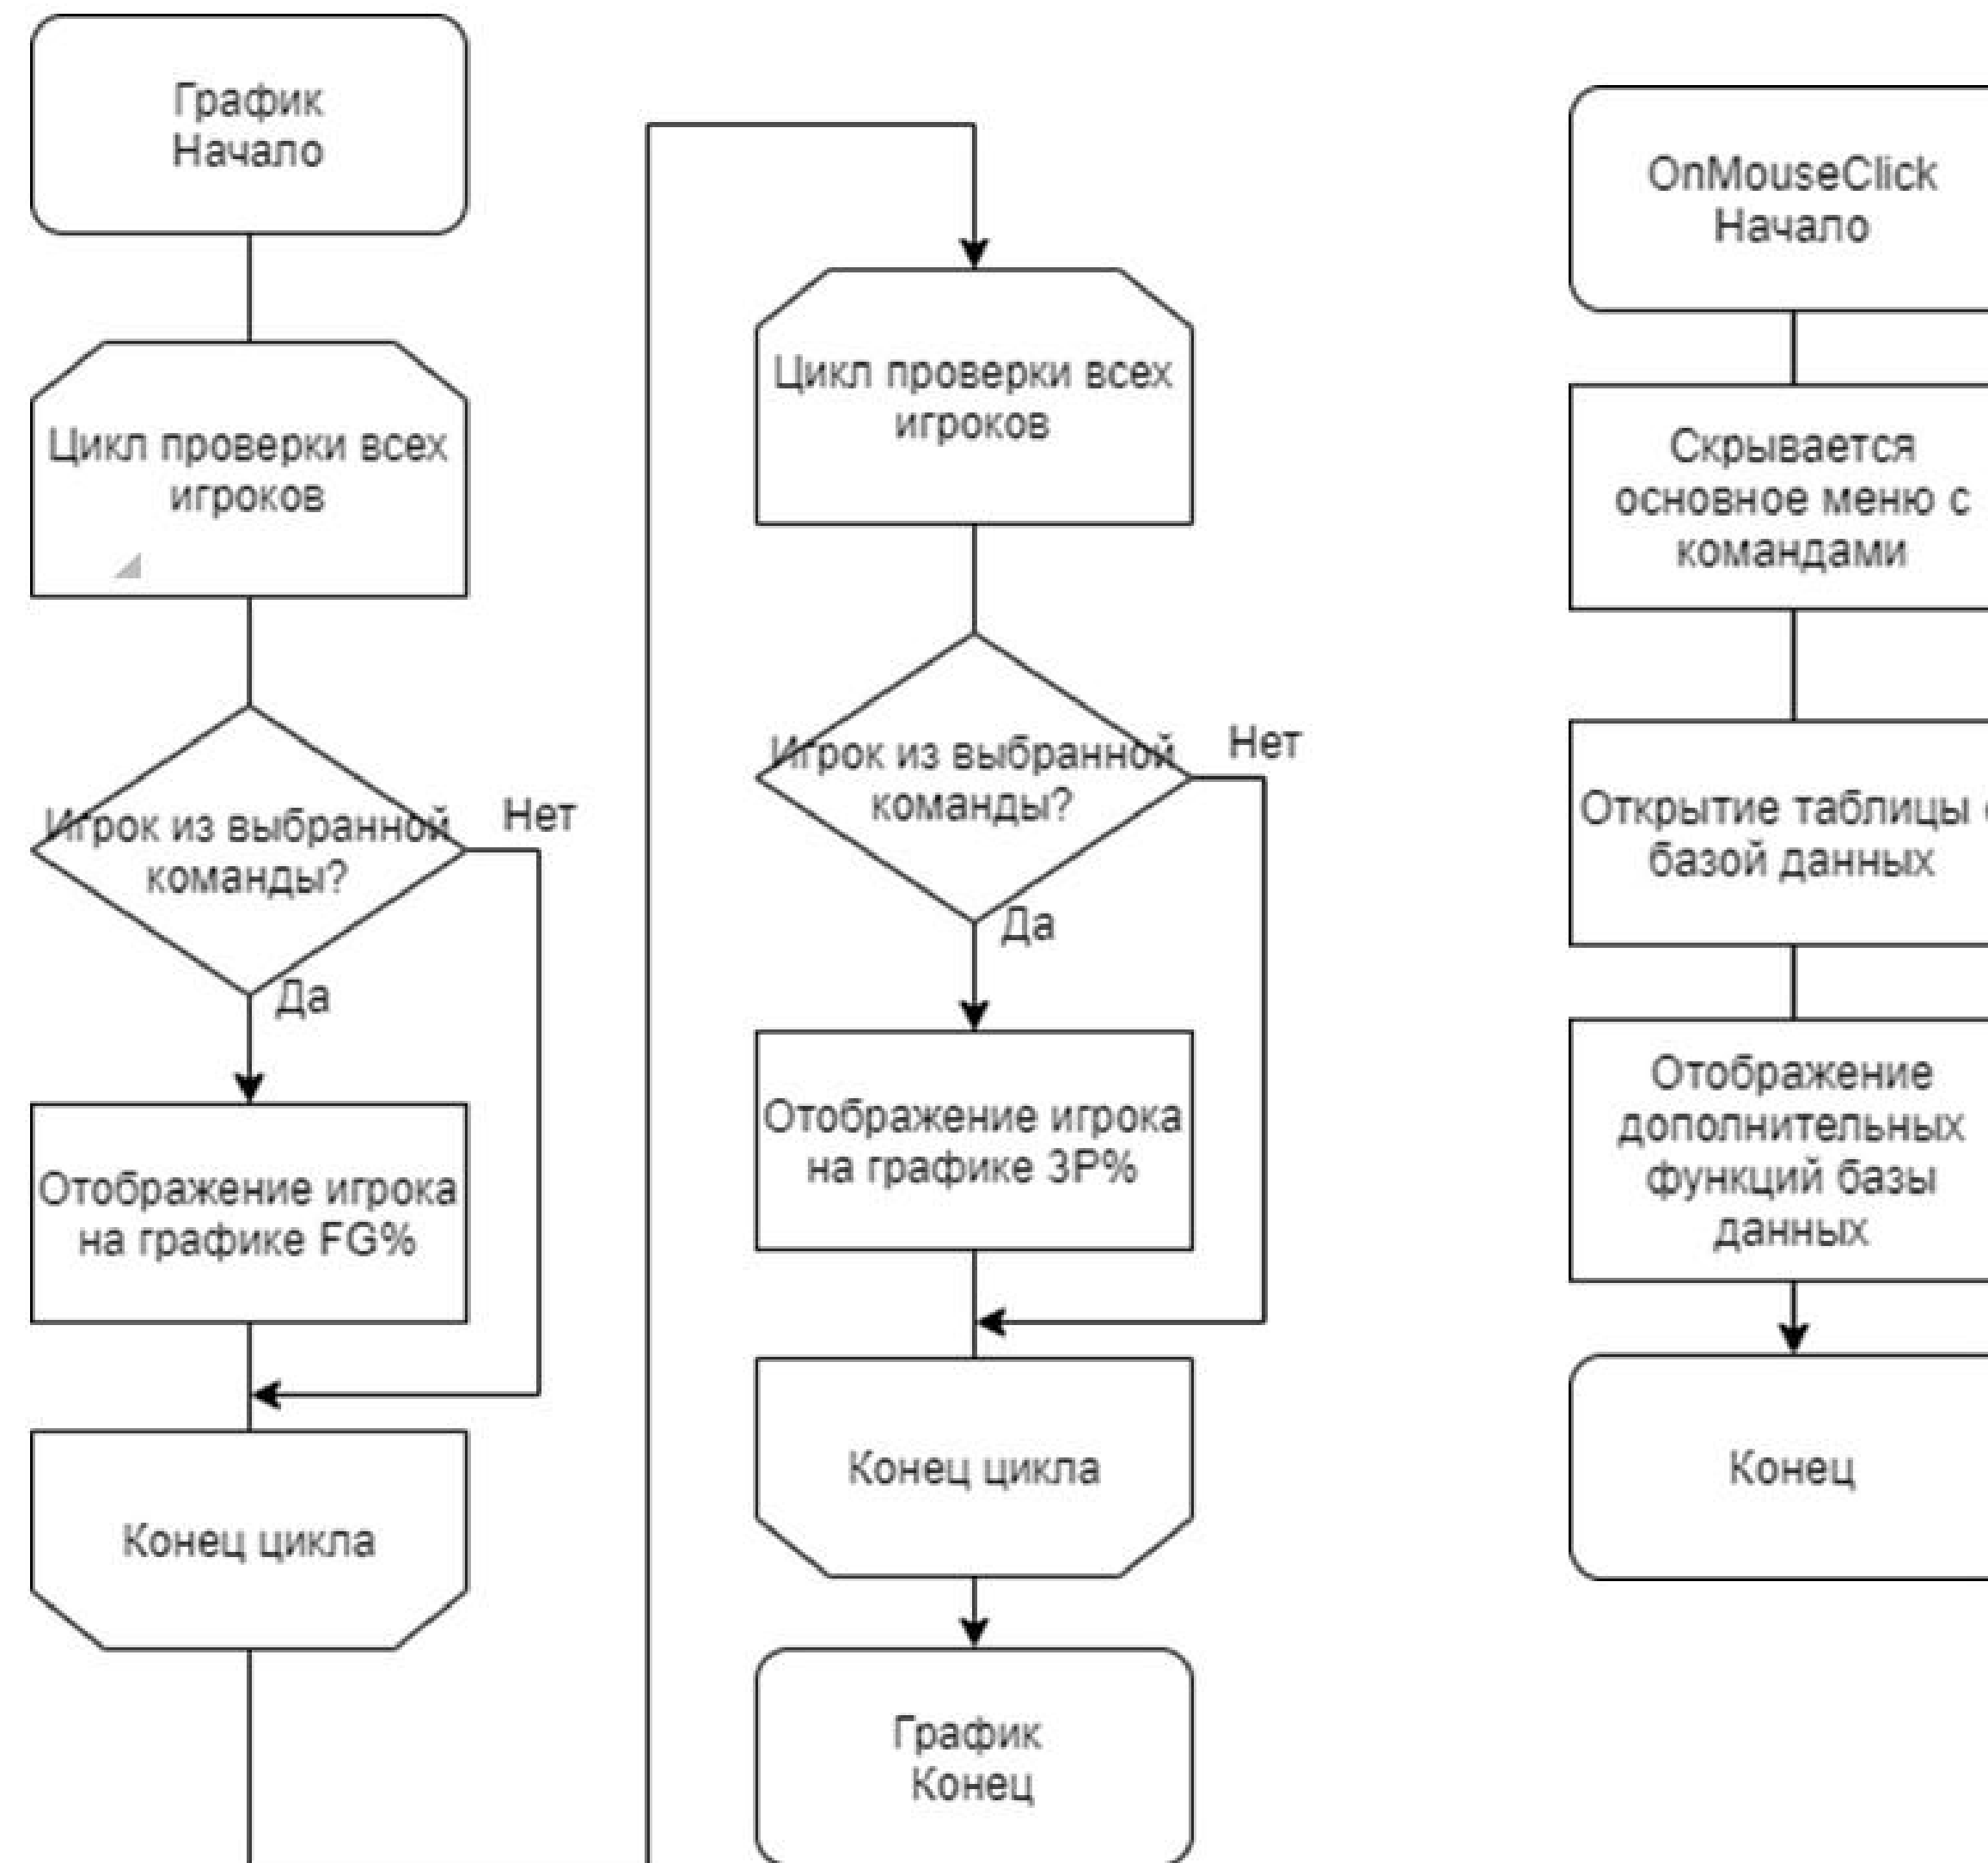 График
Начало
Цикл проверки всех
игроков
Игрок из выбранной
команды?
Нет
Да
Отображение игрока
на графике FG%
Конец цикла
Цикл проверки всех
игроков
Игрок из выбранной
команды?
Нет
Да
Отображение игрока
на графике 3P%
Конец цикла
График
Конец
OnMouseClick
Начало
Скрывается
основное меню с
командами
Открытие таблицы
базой данных
Отображение
дополнительных
функций базы
данных
Конец